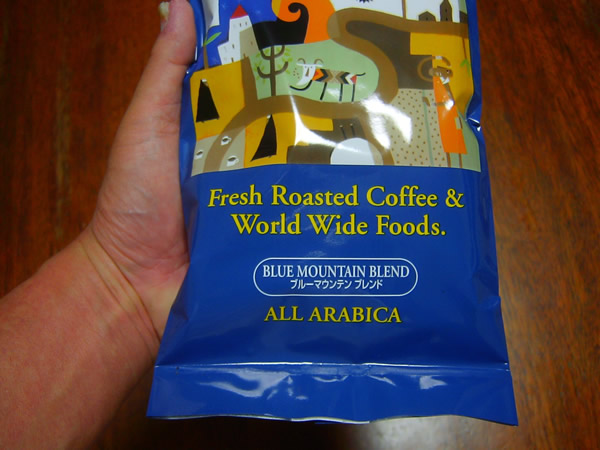 Fresh Roasted Coffee &
World Wide Foods.
BLUE MOUNTAIN BLEND
ブルーマウンテン ブレンド
ALL ARABICA